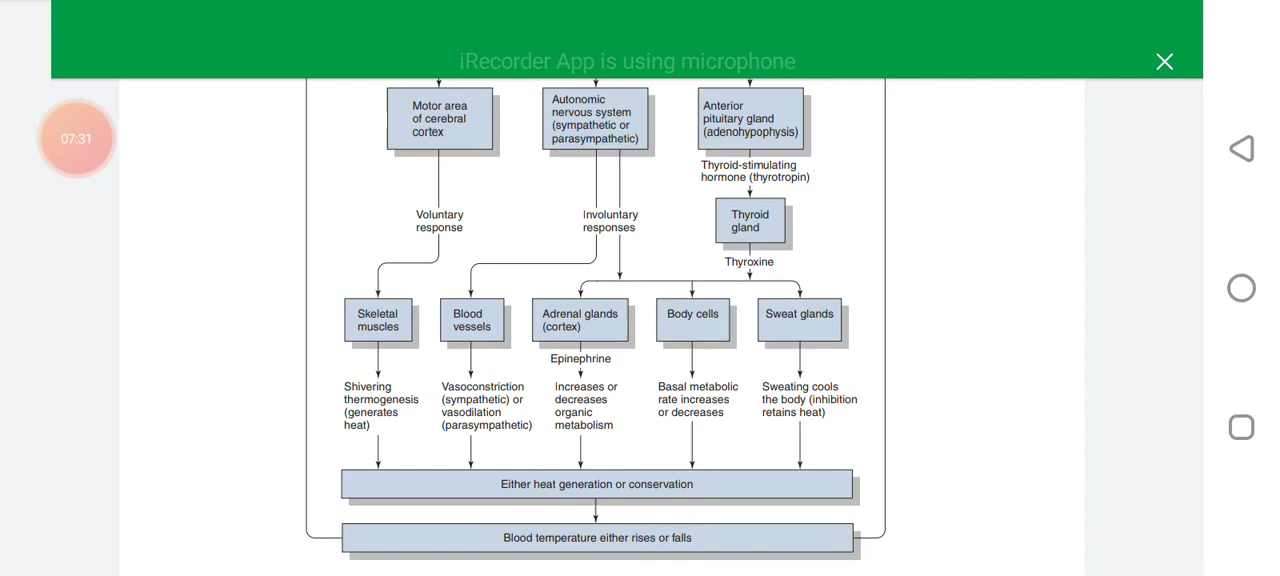 iRecorder App is using microphone
07:31
Motor area
of cerebral
cortex
Autonomic
nervous system
(sympathetic or
parasympathetic)
Anterior
pituitary gland
(adenohypophysis)
Thyroid-stimulating
hormone (thyrotropin)
Voluntary
response
Involuntary
responses
Thyroid
gland
Thyroxine
Skeletal
muscles
Blood
vessels
Adrenal glands
(cortex)
Body cells
Sweat glands
Epinephrine
Shivering
thermogenesis
(generates
heat)
Vasoconstriction
(sympathetic) or
vasodilation
(parasympathetic)
Increases or
decreases
organic
metabolism
Basal metabolic
rate increases
or decreases
Sweating cools
the body (inhibition
retains heat)
Either heat generation or conservation
Blood temperature either rises or falls